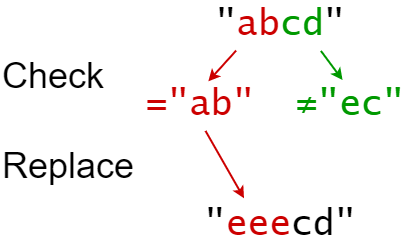 "abcd"
Check
="ab" ≠"ec"
Replace
"eeecd"